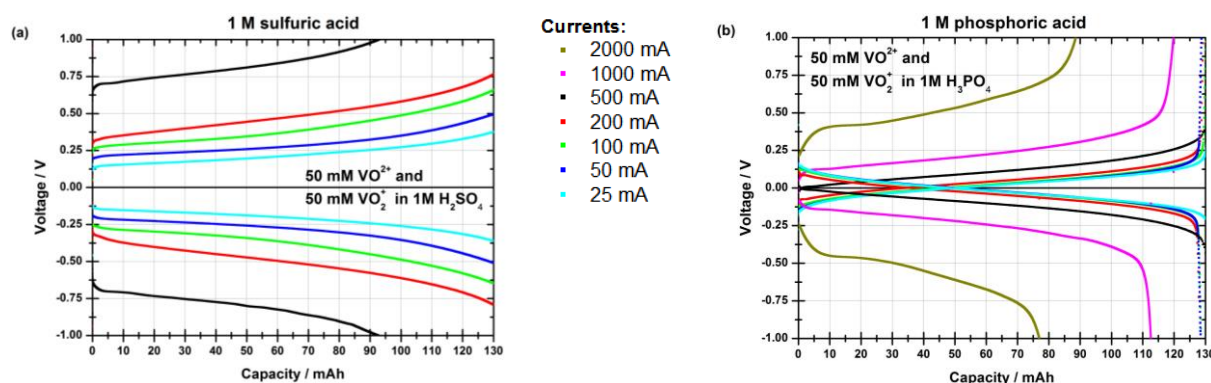 1 M sulfuric acid
(a)
1.00
0.75
0.50
0.25
0.00
-0.25
-0.50
-0.75
-1.00
Voltage / V
50 mM VO²⁺ and
50 mM VO₂⁺ in 1M H₂SO₄
0 10 20 30 40 50 60 70 80 90 100 110 120 130
Capacity / mAh
Currents:
2000 mA
1000 mA
500 mA
200 mA
100 mA
50 mA
25 mA
1 M phosphoric acid
(b)
50 mM VO²⁺ and
50 mM VO₂⁺ in 1M H₃PO₄
1.00
0.75
0.50
0.25
0.00
-0.25
-0.50
-0.75
-1.00
Voltage / V
0 10 20 30 40 50 60 70 80 90 100 110 120 130
Capacity / mAh